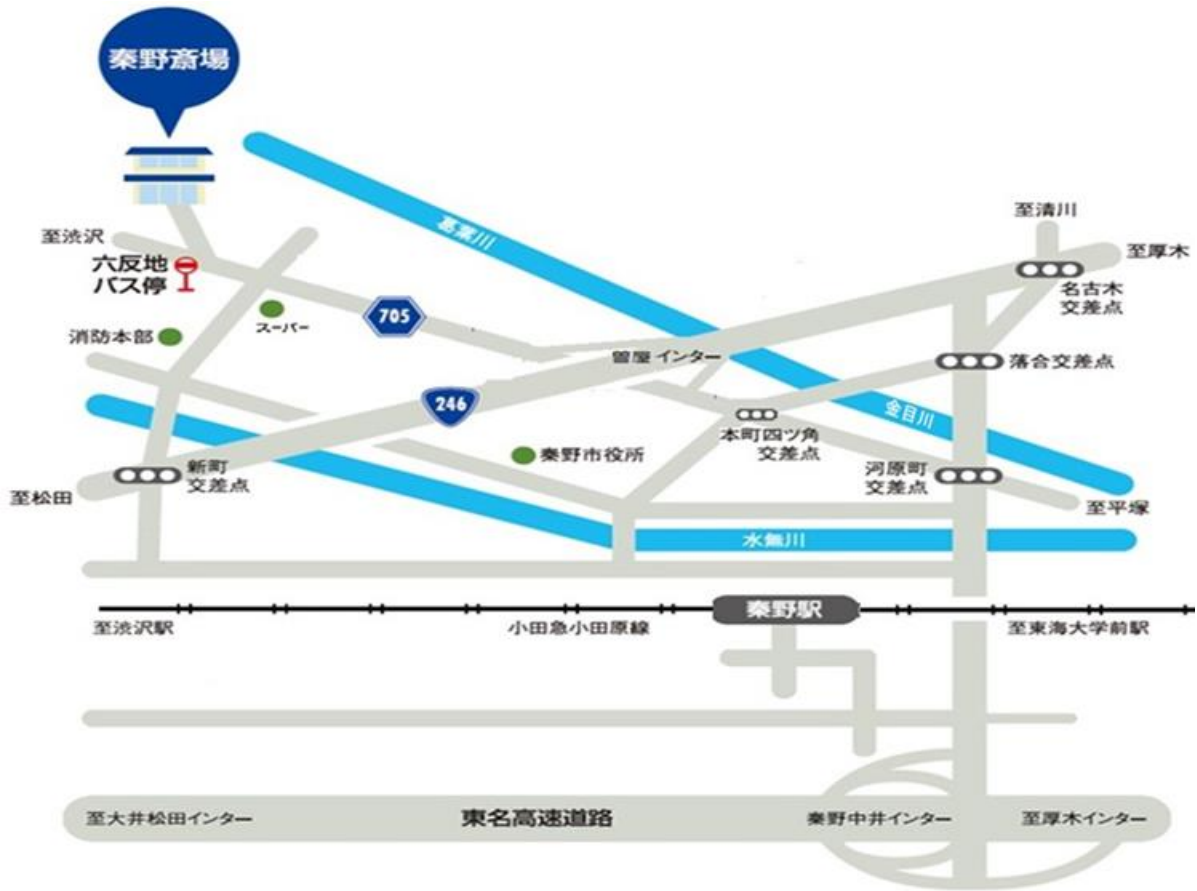 秦野斎場
葛葉川
至清川
至渋沢
至厚木
六反地
バス停
名古木
交差点
705
スーパー
消防本部
曽屋インター
落合交差点
246
金目川
本町四ツ角
交差点
秦野市役所
新町
交差点
河原町
交差点
至松田
至平塚
水無川
秦野駅
至渋沢駅
小田急小田原線
至東海大学前駅
至大井松田インター
東名高速道路
秦野中井インター
至厚木インター